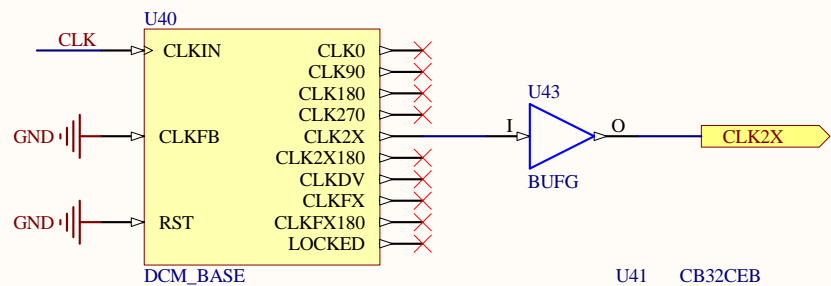 U40
CLK
CLKIN
CLK0
CLK90
CLK180
CLK270
U43
GND
CLKFB
CLK2X
I
O
CLK2X
CLK2X180
CLKDV
BUFG
CLKFX
GND
RST
CLKFX180
LOCKED
DCM_BASE
U41 CB32CEB